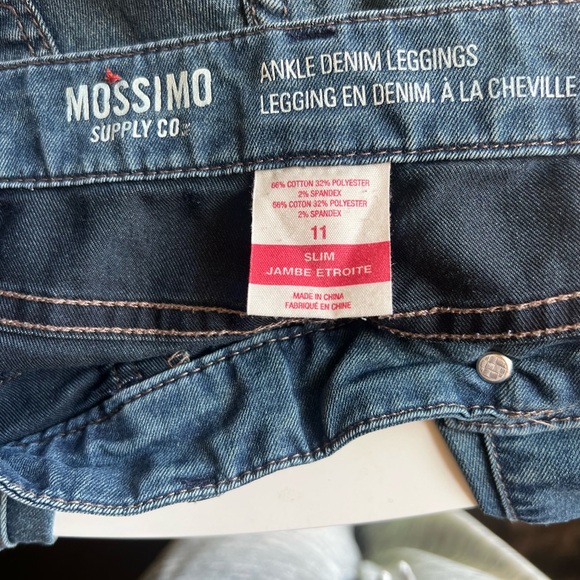 MOSSIMO
SUPPLY CO.
ANKLE DENIM LEGGINGS
LEGGING EN DENIM. À LA CHEVILLE
66% COTTON 32% POLYESTER
2% SPANDEX
66% COTON 32% POLYESTER
2% SPANDEX
11
SLIM
JAMBE ÉTROITE
MADE IN CHINA
FABRIQUÉ EN CHINE